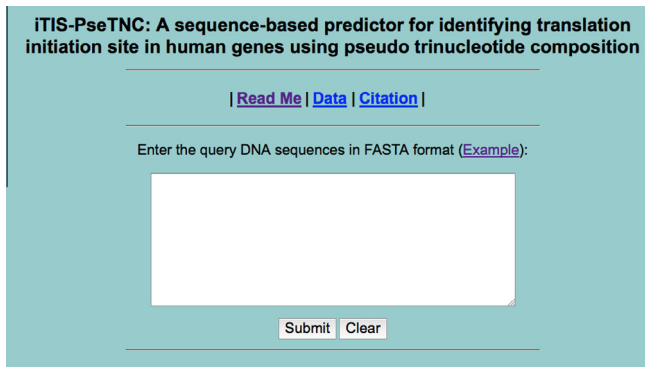 iTIS-PseTNC: A sequence-based predictor for identifying translation
initiation site in human genes using pseudo trinucleotide composition
| Read Me | Data | Citation |
Enter the query DNA sequences in FASTA format (Example):
Submit Clear